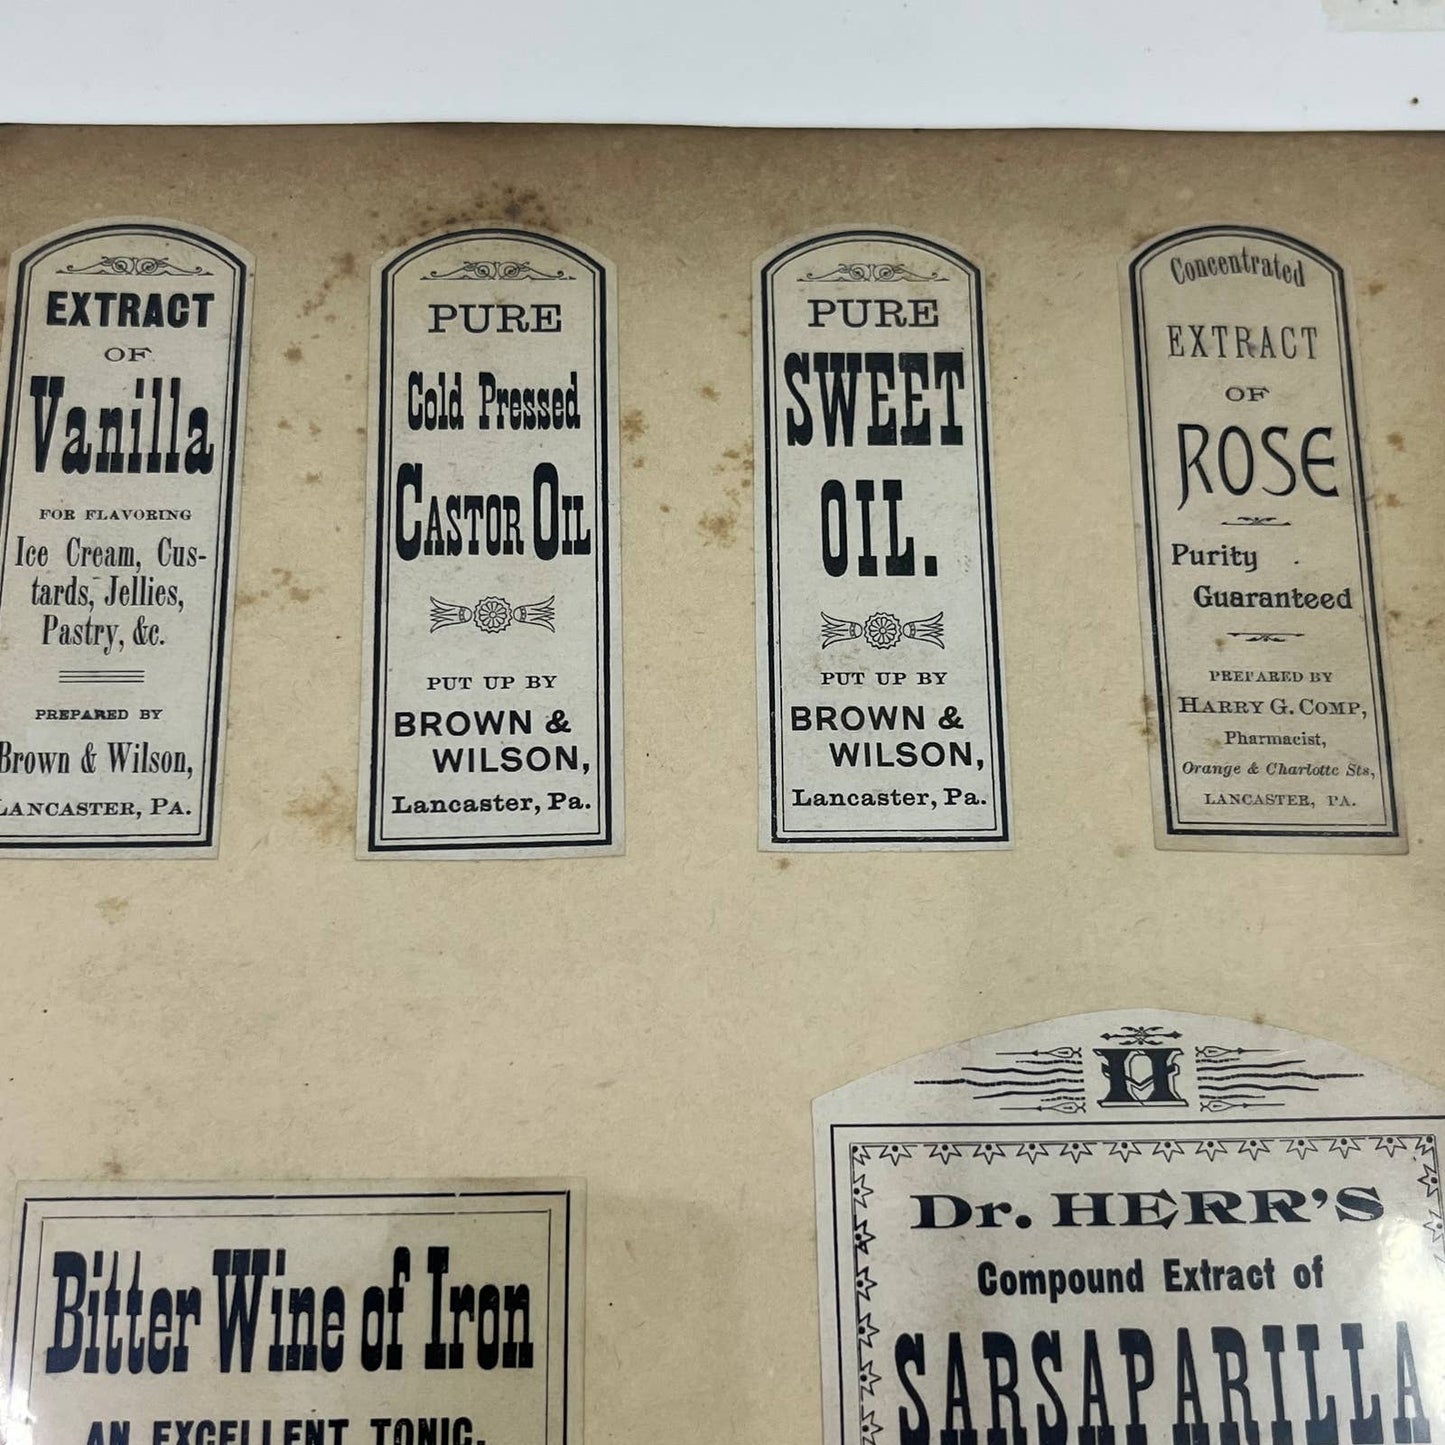 EXTRACT
OF
Vanilla
FOR FLAVORING
Ice Cream, Cus-
tards, Jellies,
Pastry, &c.
PREPARED BY
Brown & Wilson,
LANCASTER, PA.
PURE
Cold Pressed
CASTOR OIL
PUT UP BY
BROWN &
WILSON,
Lancaster, Pa.
PURE
SWEET
OIL.
PUT UP BY
BROWN &
WILSON,
Lancaster, Pa.
Concentrated
EXTRACT
OF
ROSE
Purity
Guaranteed
PREPARED BY
HARRY G. COMP,
Pharmacist,
Orange & Charlotte Sts,
LANCASTER, PA.
Bitter Wine of Iron
AN EXCELLENT TONIC.
H
Dr. HERR'S
Compound Extract of
SARSAPARILLA